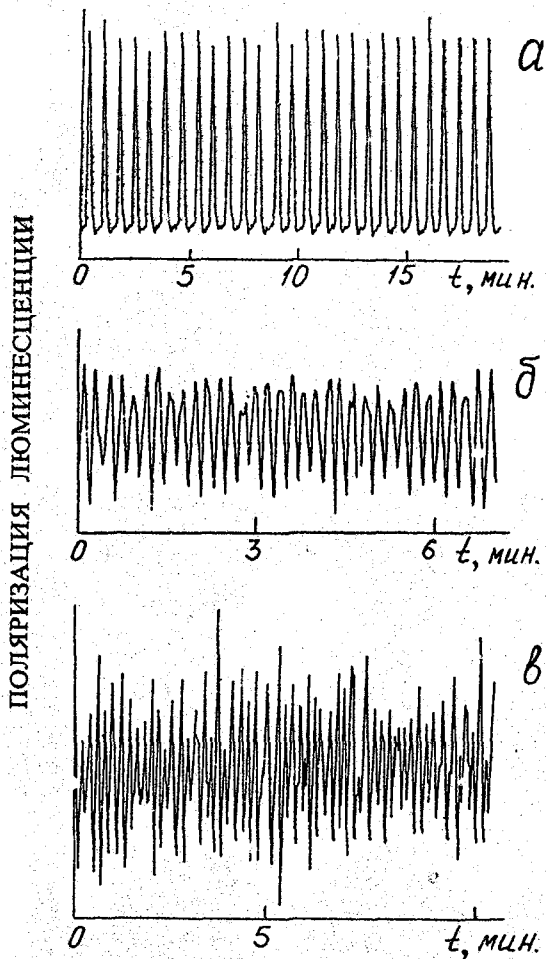 ПОЛЯРИЗАЦИЯ ЛЮМИНЕСЦЕНЦИИ
а
0 5 10 15 t, мин.
б
0 3 6 t, мин.
в
0 5 t, мин.